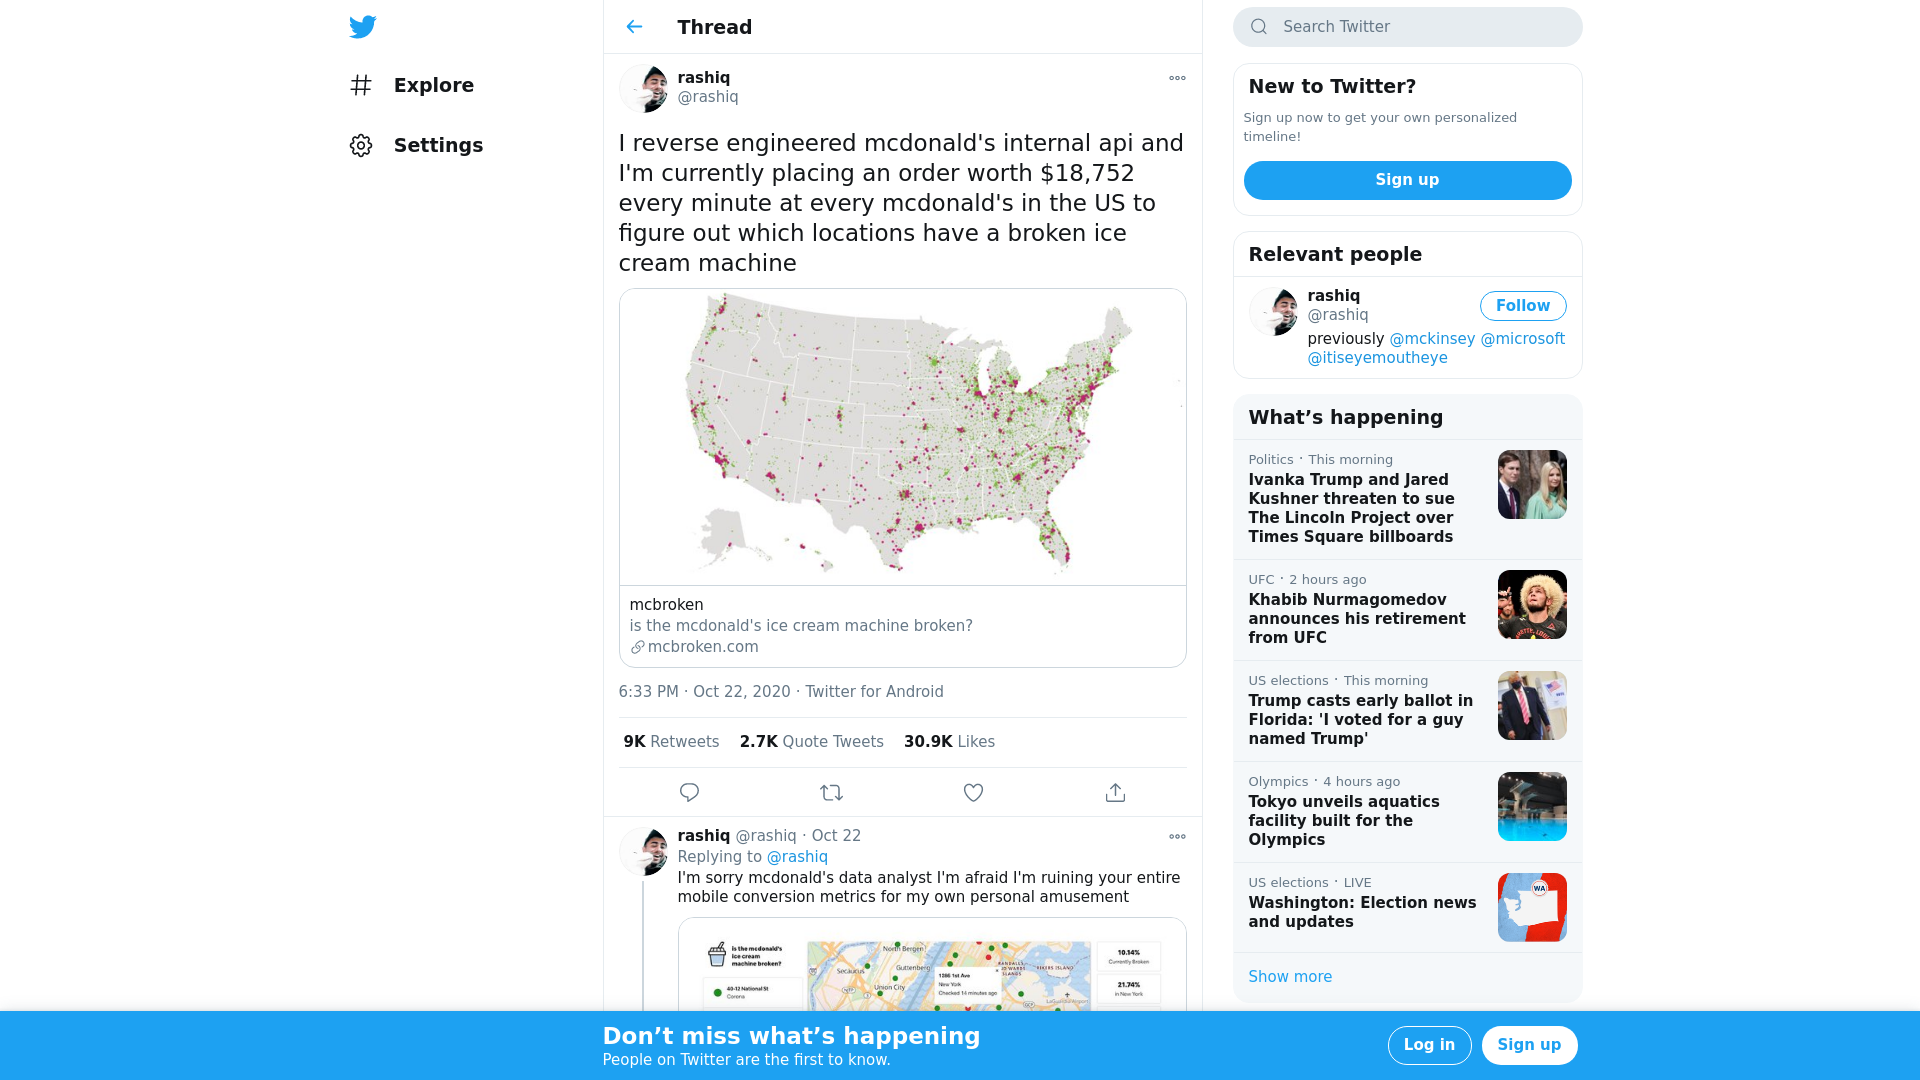 Explore
Settings
Thread
rashiq
@rashiq
I reverse engineered mcdonald's internal api and
I'm currently placing an order worth $18,752
every minute at every mcdonald's in the US to
figure out which locations have a broken ice
cream machine
mcbroken
is the mcdonald's ice cream machine broken?
mcbroken.com
6:33 PM · Oct 22, 2020 · Twitter for Android
9K Retweets 2.7K Quote Tweets 30.9K Likes
rashiq @rashiq · Oct 22
Replying to @rashiq
I'm sorry mcdonald's data analyst I'm afraid I'm ruining your entire
mobile conversion metrics for my own personal amusement
is the mcdonald's
ice cream
machine broken?
40-12 National St
Corona
North Bergen
Secaucus
Guttenberg
Union City
1286 1st Ave
New York
Checked 14 minutes ago
RIKERS ISLAND
10.14%
Currently Broken
21.74%
in New York
Search Twitter
New to Twitter?
Sign up now to get your own personalized
timeline!
Sign up
Relevant people
rashiq
@rashiq
Follow
previously @mckinsey @microsoft
@itiseyemoutheye
What’s happening
Politics · This morning
Ivanka Trump and Jared
Kushner threaten to sue
The Lincoln Project over
Times Square billboards
UFC · 2 hours ago
Khabib Nurmagomedov
announces his retirement
from UFC
US elections · This morning
Trump casts early ballot in
Florida: 'I voted for a guy
named Trump'
Olympics · 4 hours ago
Tokyo unveils aquatics
facility built for the
Olympics
US elections · LIVE
Washington: Election news
and updates
WA
Show more
Don’t miss what’s happening
People on Twitter are the first to know.
Log in
Sign up